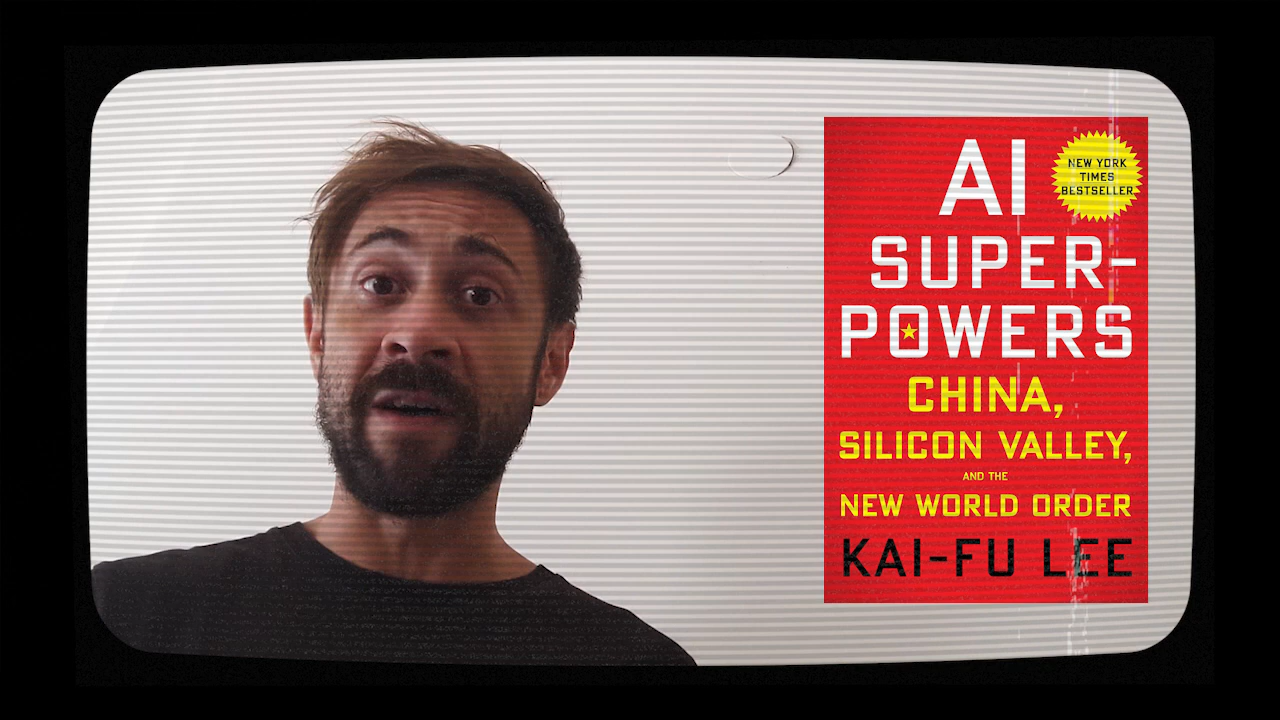 AI
NEW YORK
TIMES
BESTSELLER
SUPER-
POWERS
CHINA,
SILICON VALLEY,
AND THE
NEW WORLD ORDER
KAI-FU LEE